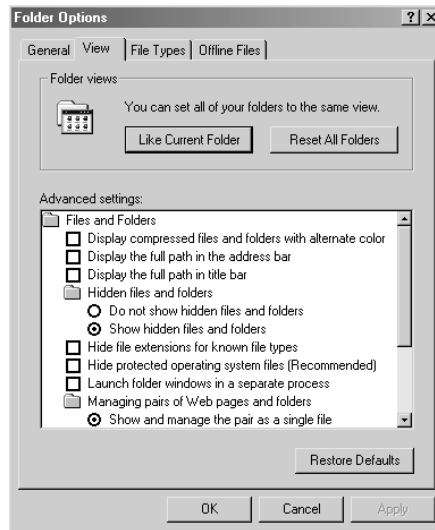 Folder Options
General View File Types Offline Files
Folder views
You can set all of your folders to the same view.
Like Current Folder Reset All Folders
Advanced settings:
Files and Folders
Display compressed files and folders with alternate color
Display the full path in the address bar
Display the full path in title bar
Hidden files and folders
Do not show hidden files and folders
Show hidden files and folders
Hide file extensions for known file types
Hide protected operating system files (Recommended)
Launch folder windows in a separate process
Managing pairs of Web pages and folders
Show and manage the pair as a single file
Restore Defaults
OK Cancel Apply